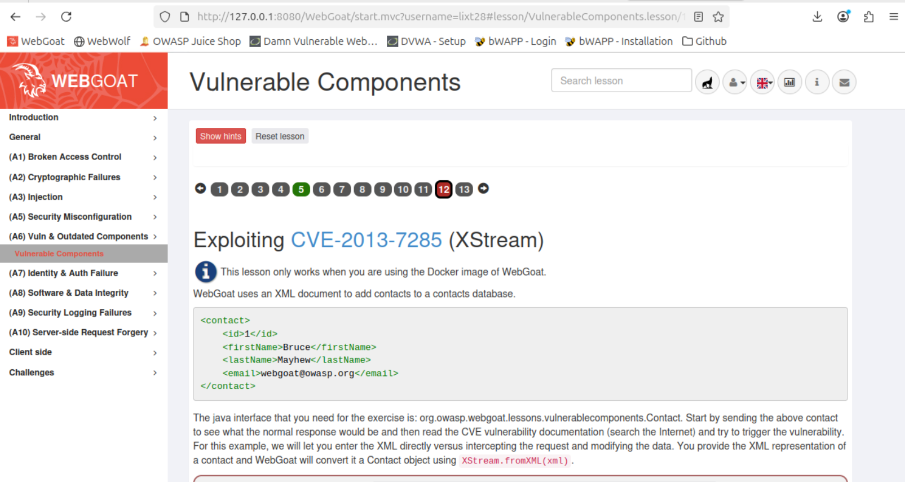 http://127.0.0.1:8080/WebGoat/start.mvc?username=lixt28#lesson/VulnerableComponents.lesson/
WebGoat WebWolf OWASP Juice Shop Damn Vulnerable Web... DVWA - Setup bWAPP - Login bWAPP - Installation Github
WEBGOAT
Vulnerable Components
Search lesson
Introduction
General
(A1) Broken Access Control
(A2) Cryptographic Failures
(A3) Injection
(A5) Security Misconfiguration
(A6) Vuln & Outdated Components
Vulnerable Components
(A7) Identity & Auth Failure
(A8) Software & Data Integrity
(A9) Security Logging Failures
(A10) Server-side Request Forgery
Client side
Challenges
Show hints Reset lesson
1 2 3 4 5 6 7 8 9 10 11 12 13
Exploiting CVE-2013-7285 (XStream)
This lesson only works when you are using the Docker image of WebGoat.
WebGoat uses an XML document to add contacts to a contacts database.
<contact>
<id>1</id>
<firstName>Bruce</firstName>
<lastName>Mayhew</lastName>
<email>webgoat@owasp.org</email>
</contact>
The java interface that you need for the exercise is: org.owasp.webgoat.lessons.vulnerablecomponents.Contact. Start by sending the above contact
to see what the normal response would be and then read the CVE vulnerability documentation (search the Internet) and try to trigger the vulnerability.
For this example, we will let you enter the XML directly versus intercepting the request and modifying the data. You provide the XML representation of
a contact and WebGoat will convert it a Contact object using XStream.fromXML(xml).